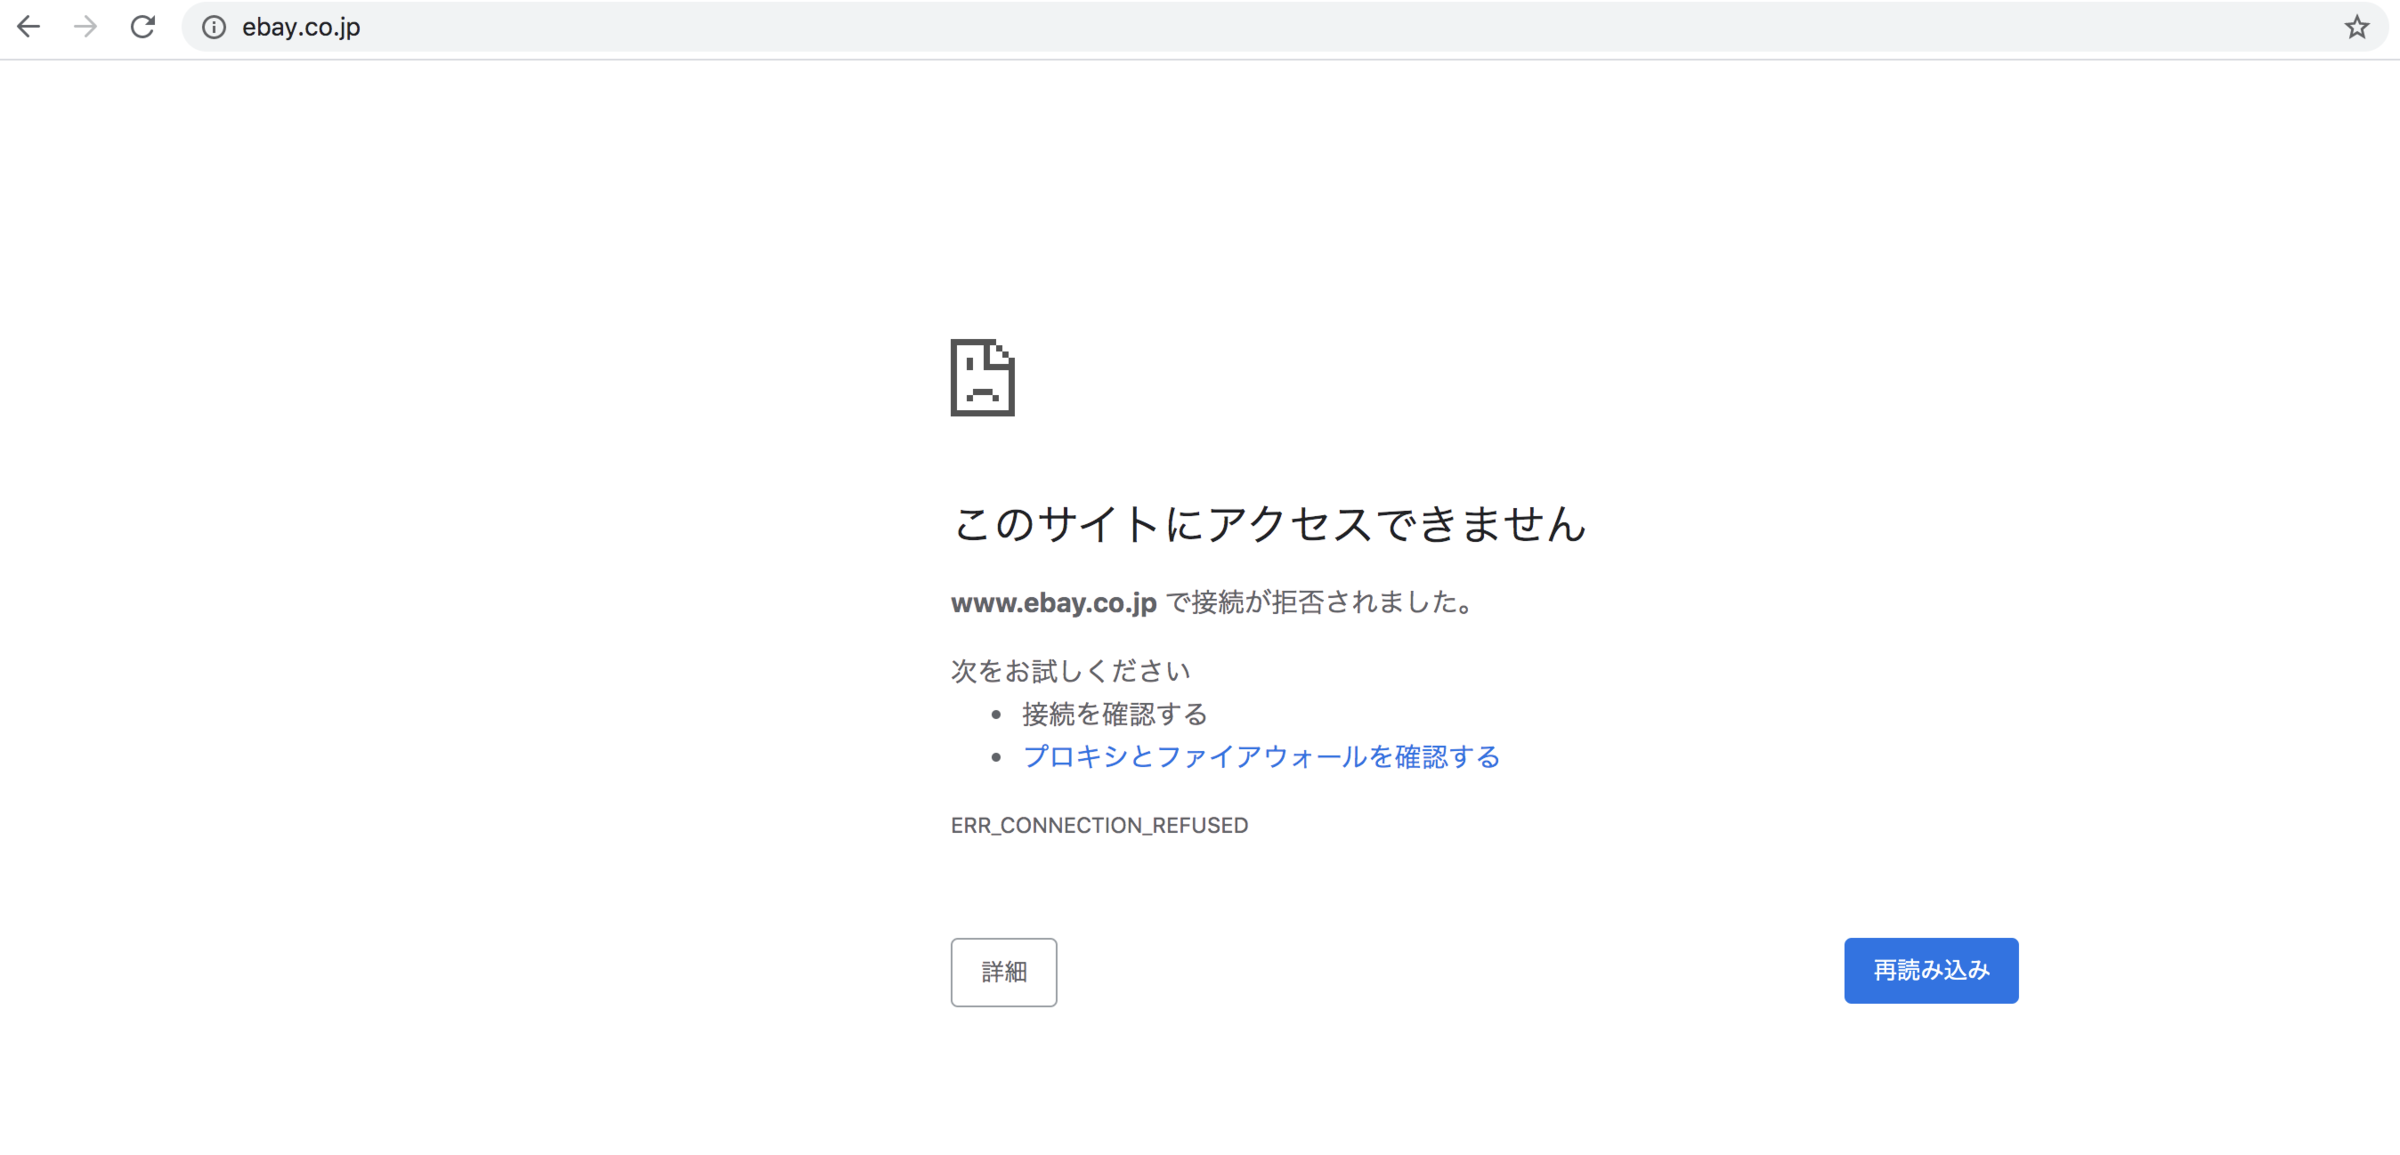 ebay.co.jp
このサイトにアクセスできません
www.ebay.co.jp で接続が拒否されました。
次をお試しください
• 接続を確認する
• プロキシとファイアウォールを確認する
ERR_CONNECTION_REFUSED
詳細
再読み込み